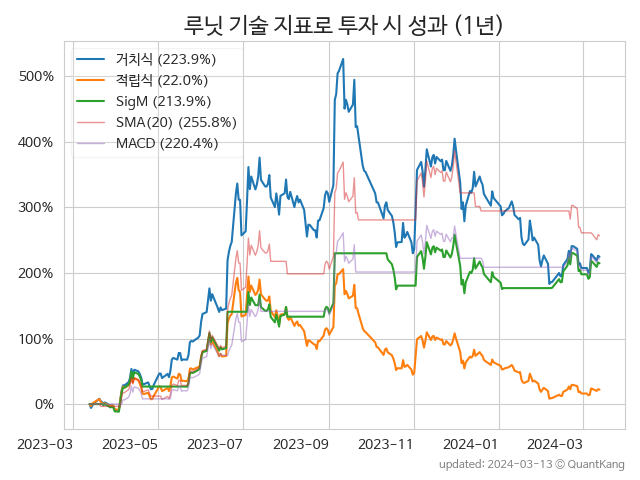 루닛 기술 지표로 투자 시 성과 (1년)
거치식 (223.9%)
적립식 (22.0%)
SigM (213.9%)
SMA(20) (255.8%)
MACD (220.4%)
500%
400%
300%
200%
100%
0%
2023-03 2023-05 2023-07 2023-09 2023-11 2024-01 2024-03
updated: 2024-03-13 ⓒ QuantKang